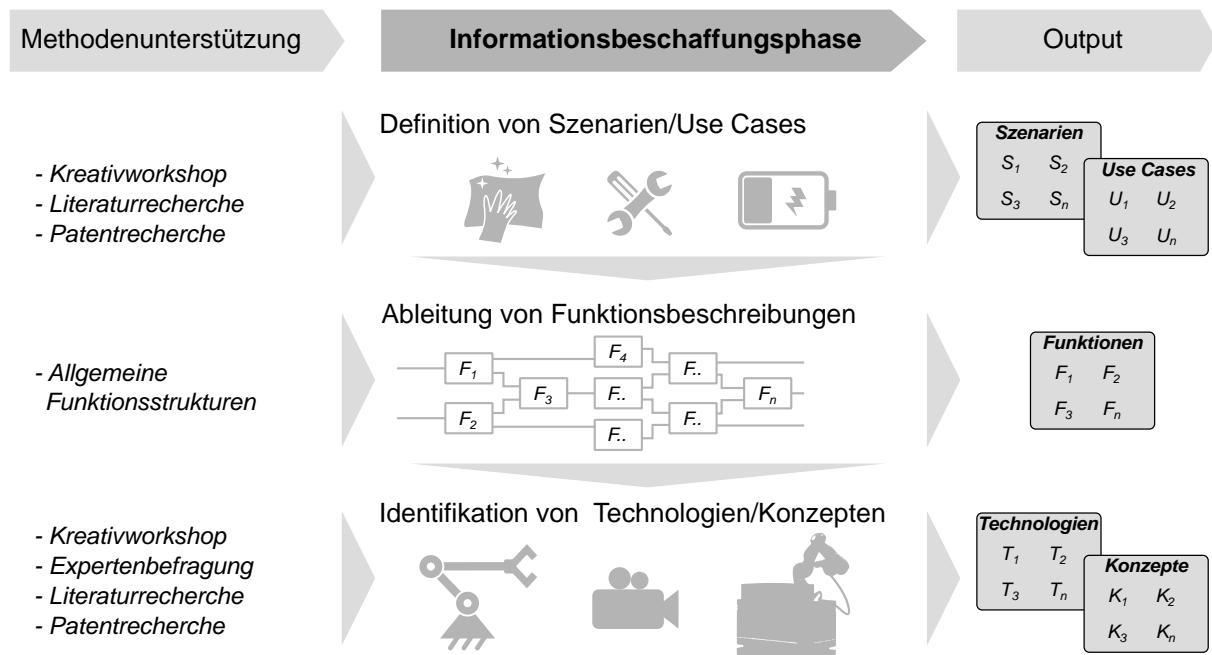 Methodenunterstützung
Informationsbeschaffungsphase
Output
- Kreativworkshop
- Literaturrecherche
- Patentrecherche
Definition von Szenarien/Use Cases
Szenarien
S1 S2
S3 Sn
Use Cases
U1 U2
U3 Un
- Allgemeine
Funktionsstrukturen
Ableitung von Funktionsbeschreibungen
F1
F2
F3
F4
F..
F..
F..
F..
Fn
Funktionen
F1 F2
F3 Fn
- Kreativworkshop
- Expertenbefragung
- Literaturrecherche
- Patentrecherche
Identifikation von Technologien/Konzepten
Technologien
T1 T2
T3 Tn
Konzepte
K1 K2
K3 Kn